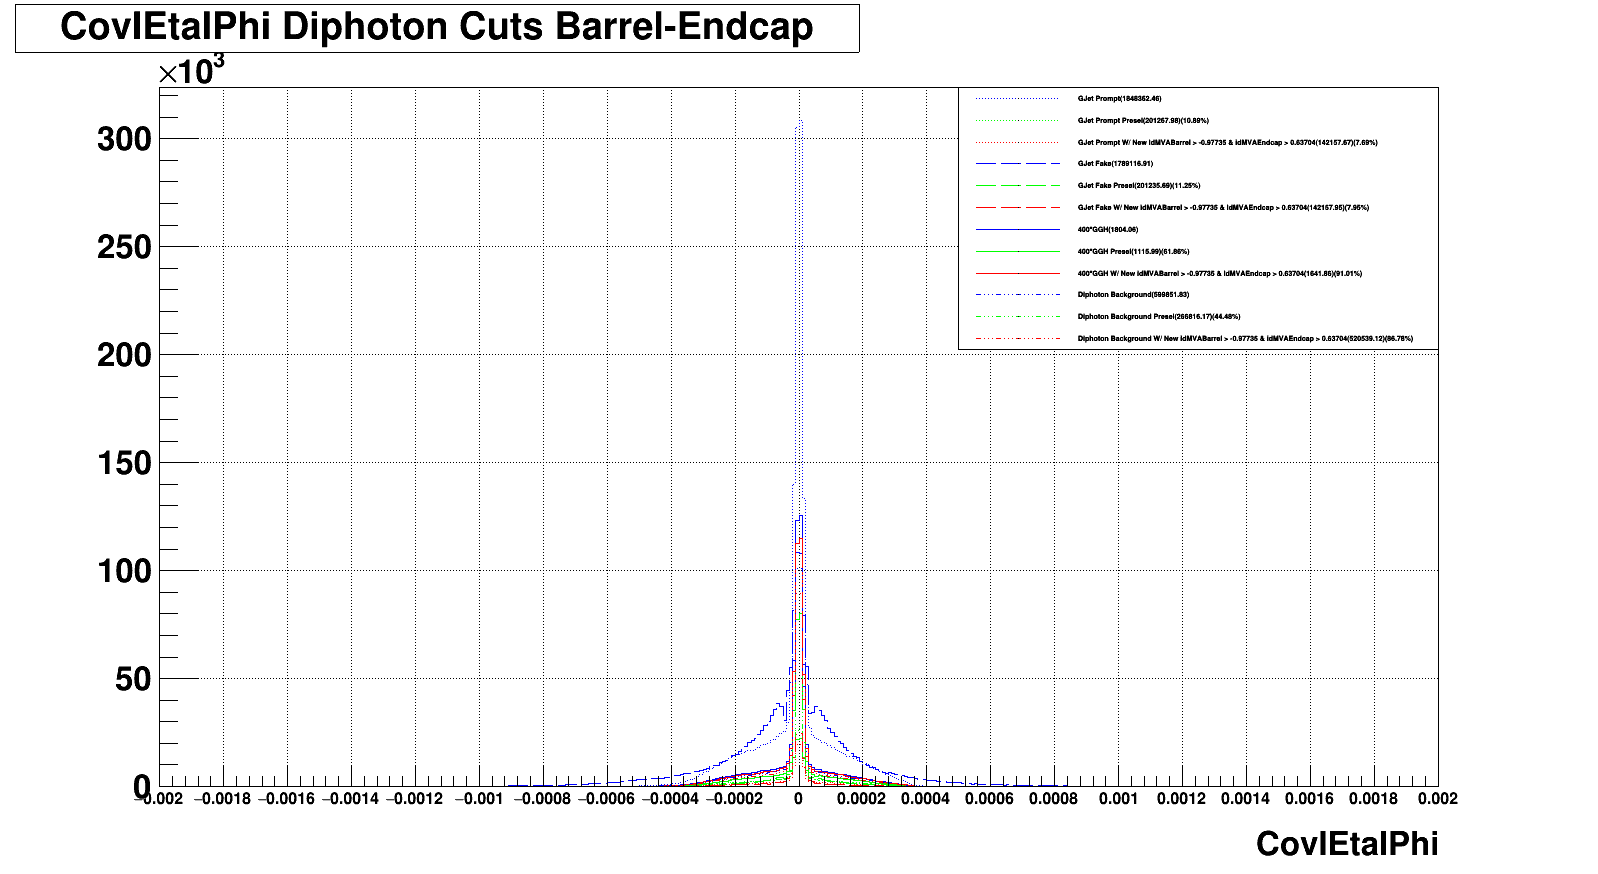 CovIEtaIPhi Diphoton Cuts Barrel-Endcap
×10³
300
250
200
150
100
50
0
GJet Prompt(1848362.46)
GJet Prompt Presel(201267.98)(10.89%)
GJet Prompt W/ New IdMVABarrel > -0.97735 & IdMVAEndcap > 0.63704(142157.67)(7.69%)
GJet Fake(1789116.91)
GJet Fake Presel(201235.69)(11.25%)
GJet Fake W/ New IdMVABarrel > -0.97735 & IdMVAEndcap > 0.63704(142157.95)(7.95%)
400*GGH(1804.06)
400*GGH Presel(1115.99)(61.86%)
400*GGH W/ New IdMVABarrel > -0.97735 & IdMVAEndcap > 0.63704(1641.85)(91.01%)
Diphoton Background(599851.83)
Diphoton Background Presel(266816.17)(44.48%)
Diphoton Background W/ New IdMVABarrel > -0.97735 & IdMVAEndcap > 0.63704(520539.12)(86.78%)
−0.002 −0.0018 −0.0016 −0.0014 −0.0012 −0.001 −0.0008 −0.0006 −0.0004 −0.0002 0 0.0002 0.0004 0.0006 0.0008 0.001 0.0012 0.0014 0.0016 0.0018 0.002
CovIEtaIPhi